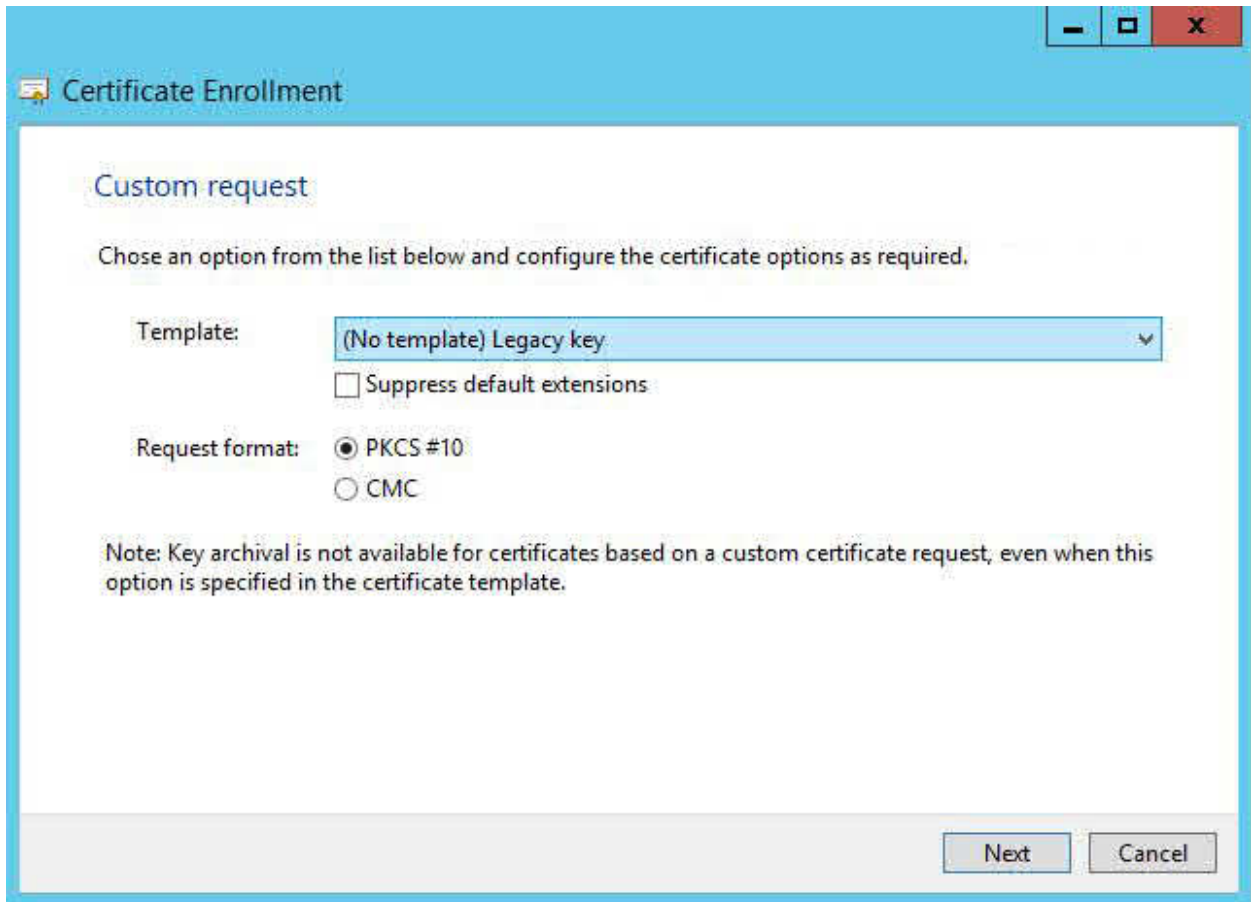 Certificate Enrollment
Custom request
Chose an option from the list below and configure the certificate options as required.
Template:
(No template) Legacy key
Suppress default extensions
Request format:
PKCS #10
CMC
Note: Key archival is not available for certificates based on a custom certificate request, even when this
option is specified in the certificate template.
Next
Cancel